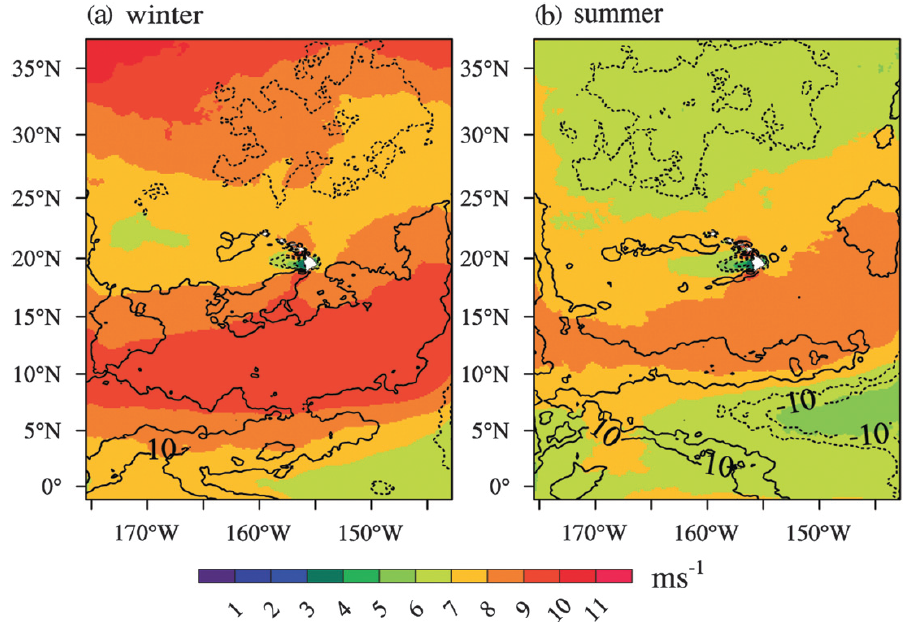 (a) winter
(b) summer
35°N
30°N
25°N
20°N
15°N
10°N
5°N
0°
10
170°W 160°W 150°W
35°N
30°N
25°N
20°N
15°N
10°N
5°N
0°
10
-10
10
10
170°W 160°W 150°W
1 2 3 4 5 6 7 8 9 10 11
ms-1